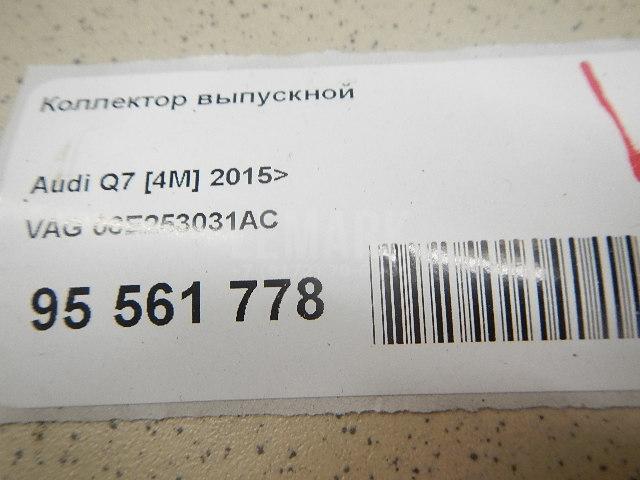 Коллектор выпускной
Audi Q7 [4M] 2015>
VAG 06E253031AC
95 561 778